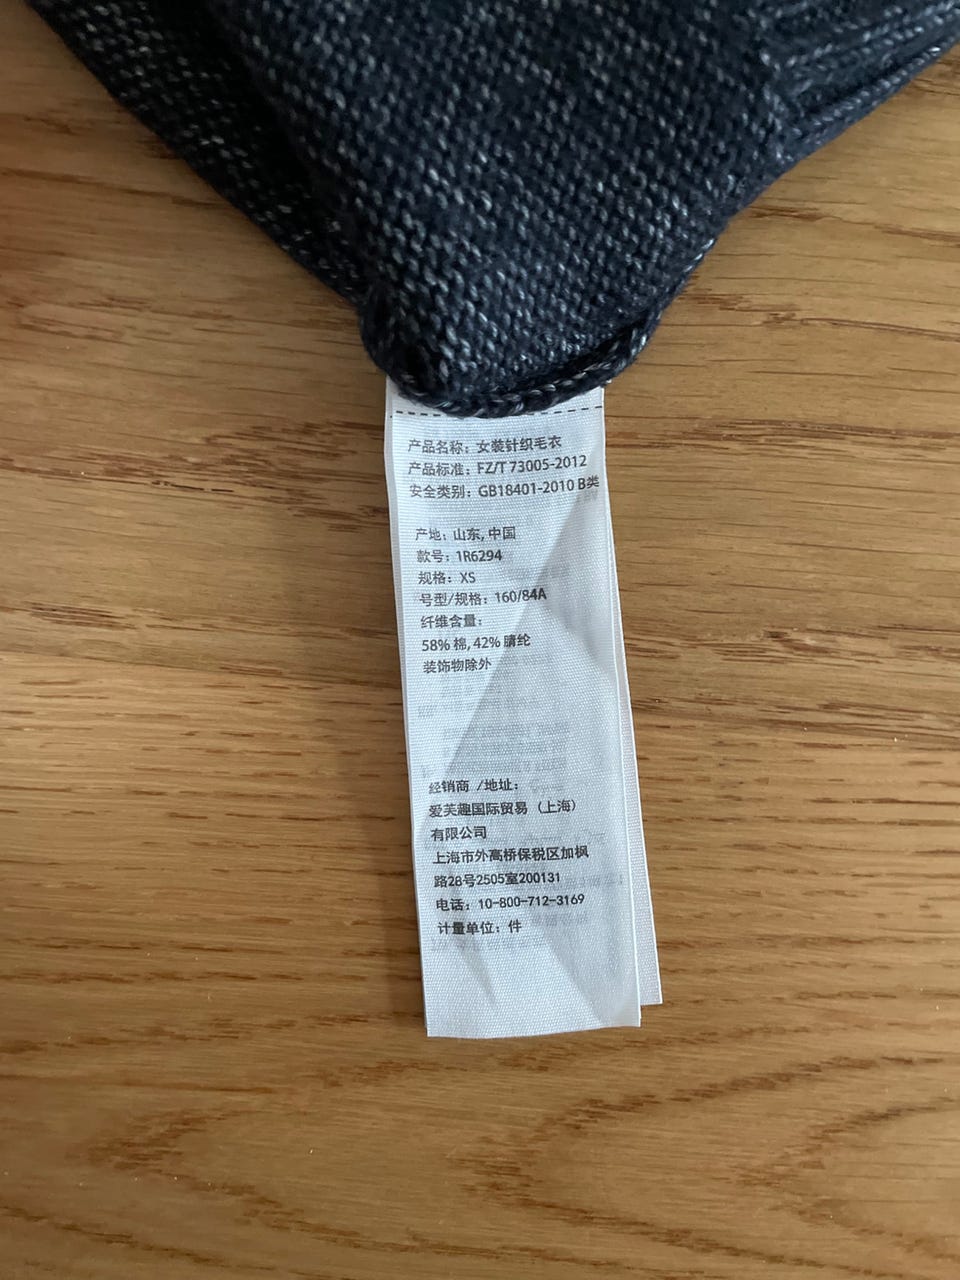 产品名称：女装针织毛衣
产品标准：FZ/T 73005-2012
安全类别：GB18401-2010 B类
产地：山东, 中国
款号：1R6294
规格：XS
号型/规格：160/84A
纤维含量：
58% 棉, 42% 腈纶
装饰物除外
经销商 /地址：
爱芙趣国际贸易（上海）
有限公司
上海市外高桥保税区加枫
路28号2505室200131
电话：10-800-712-3169
计量单位：件